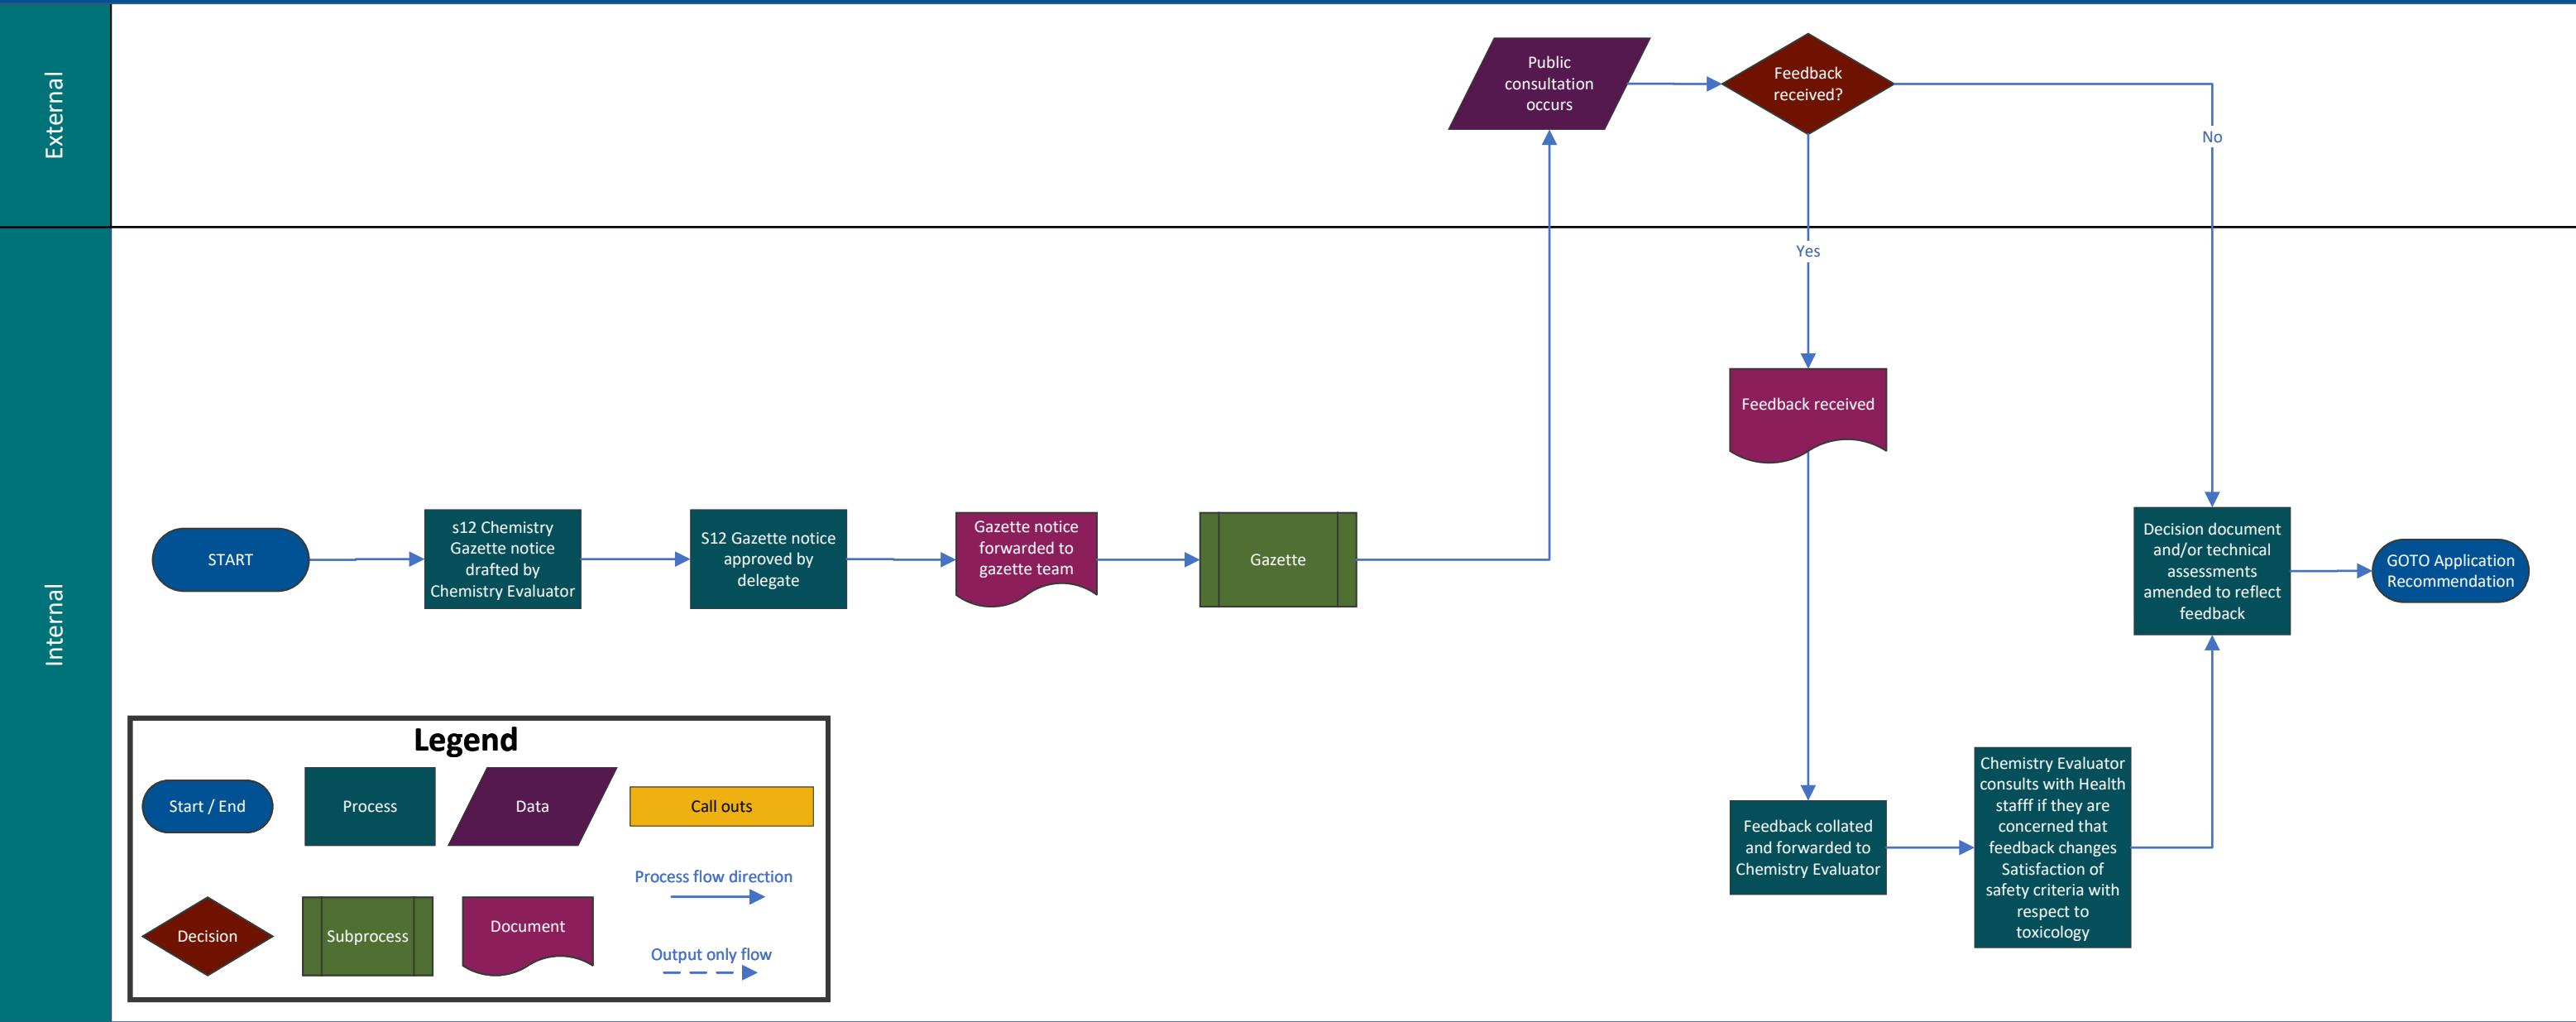 External
Public
consultation
occurs
Feedback
received?
No
Internal
Yes
Feedback received
START
s12 Chemistry
Gazette notice
drafted by
Chemistry Evaluator
S12 Gazette notice
approved by
delegate
Gazette notice
forwarded to
gazette team
Gazette
Decision document
and/or technical
assessments
amended to reflect
feedback
GOTO Application
Recommendation
Feedback collated
and forwarded to
Chemistry Evaluator
Chemistry Evaluator
consults with Health
stafff if they are
concerned that
feedback changes
Satisfaction of
safety criteria with
respect to
toxicology
Legend
Start / End
Process
Data
Call outs
Process flow direction
Decision
Subprocess
Document
Output only flow